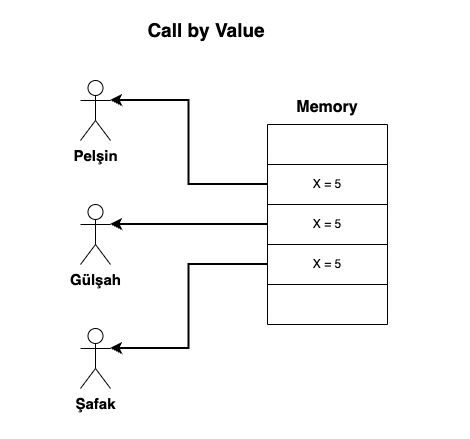 Call by Value
Memory
Pelşin
X = 5
X = 5
Gülşah
X = 5
Şafak